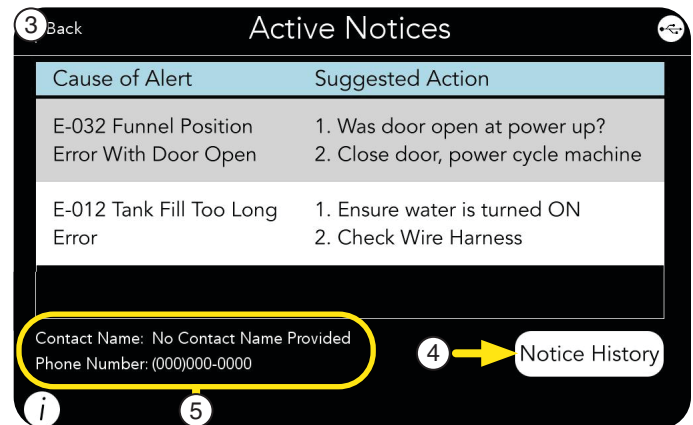 3 Back Active Notices
Cause of Alert Suggested Action
E-032 Funnel Position 1. Was door open at power up?
Error With Door Open 2. Close door, power cycle machine
E-012 Tank Fill Too Long 1. Ensure water is turned ON
Error 2. Check Wire Harness
Contact Name: No Contact Name Provided
Phone Number: (000)000-0000
4 Notice History
i 5